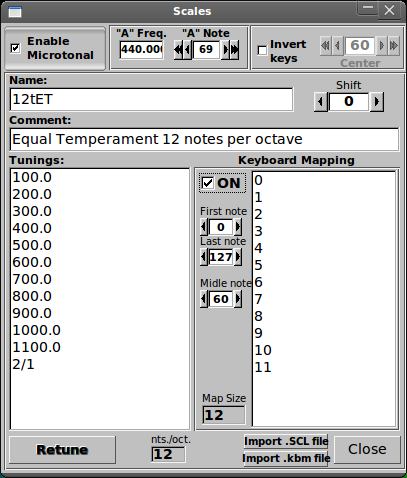 Scales
Enable
Microtonal
"A" Freq.
440.000
"A" Note
69
Invert
keys
60
Center
Name:
12tET
Shift
0
Comment:
Equal Temperament 12 notes per octave
Tunings:
100.0
200.0
300.0
400.0
500.0
600.0
700.0
800.0
900.0
1000.0
1100.0
2/1
Keyboard Mapping
ON
First note
0
Last note
127
Midle note
60
Map Size
12
0
1
2
3
4
5
6
7
8
9
10
11
Retune
nts./oct.
12
Import .SCL file
Import .kbm file
Close